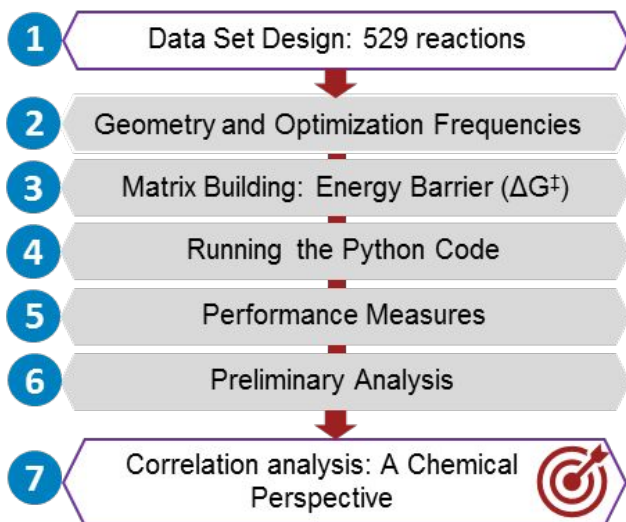 1 Data Set Design: 529 reactions
2 Geometry and Optimization Frequencies
3 Matrix Building: Energy Barrier (ΔG‡)
4 Running the Python Code
5 Performance Measures
6 Preliminary Analysis
7 Correlation analysis: A Chemical
Perspective